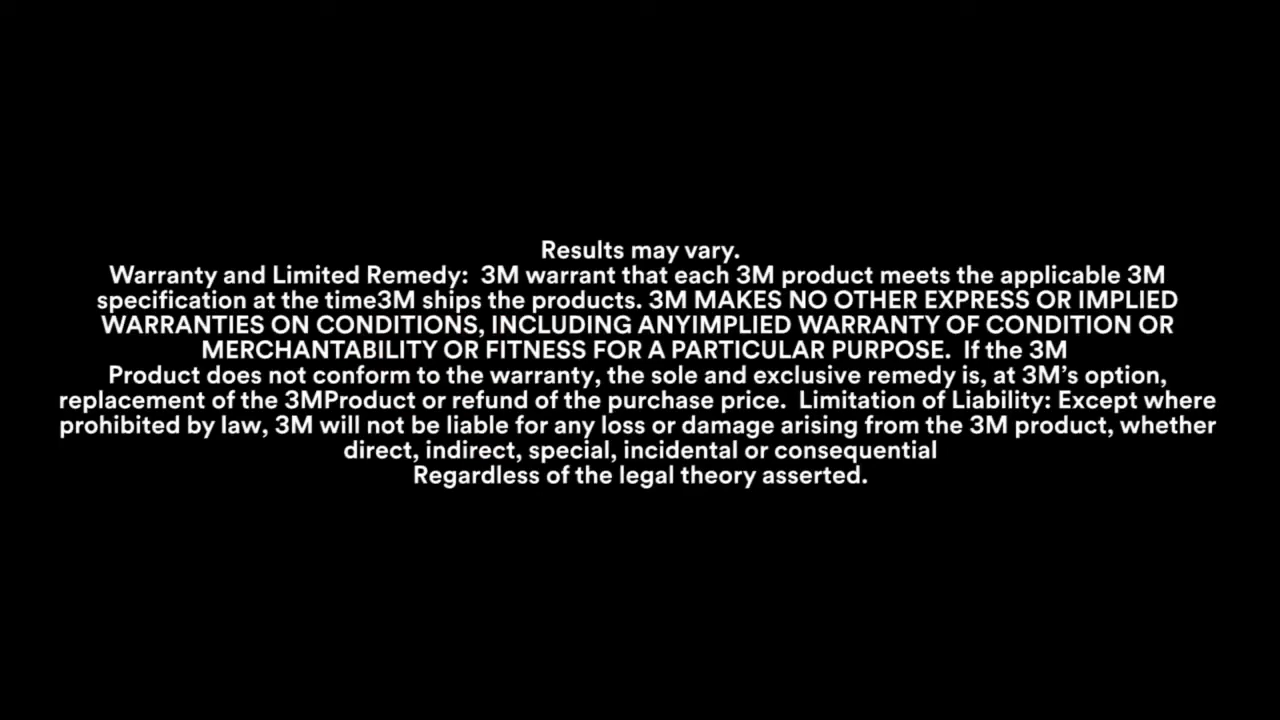 Results may vary.
Warranty and Limited Remedy:  3M warrant that each 3M product meets the applicable 3M
specification at the time3M ships the products. 3M MAKES NO OTHER EXPRESS OR IMPLIED
WARRANTIES ON CONDITIONS, INCLUDING ANYIMPLIED WARRANTY OF CONDITION OR
MERCHANTABILITY OR FITNESS FOR A PARTICULAR PURPOSE.  If the 3M
Product does not conform to the warranty, the sole and exclusive remedy is, at 3M’s option,
replacement of the 3MProduct or refund of the purchase price.  Limitation of Liability: Except where
prohibited by law, 3M will not be liable for any loss or damage arising from the 3M product, whether
direct, indirect, special, incidental or consequential
Regardless of the legal theory asserted.